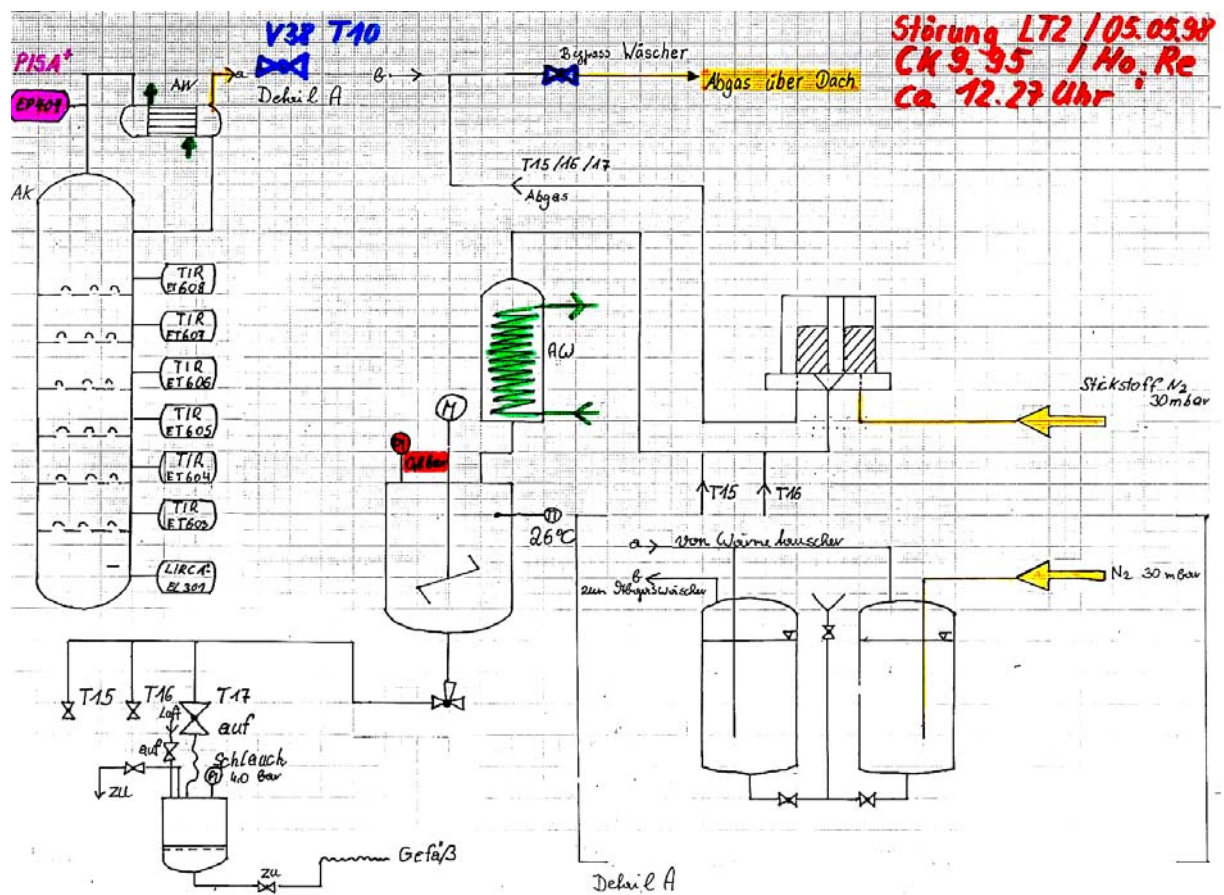 V38 T10
Störung LT2 / 05.05.98
CK 9.95 / Ho, Re
ca 12.27 Uhr
PISA+
EP401
AW
a
Detail A
b
Bypass Wäscher
Abgas über Dach
T15/16/17
Abgas
AK
TIR
ET608
TIR
ET607
TIR
ET606
TIR
ET605
TIR
ET604
TIR
ET603
LIRCA
EL301
AW
M
PI
TI
26°C
Stickstoff N2
30 mbar
T15
T16
a
von Wärmetauscher
b
zum Abgaswäscher
N2 30 mbar
T15
T16
T17
Luft
auf
auf
Schlauch
PI
4,0 bar
zu
zu
Gefäß
Detail A